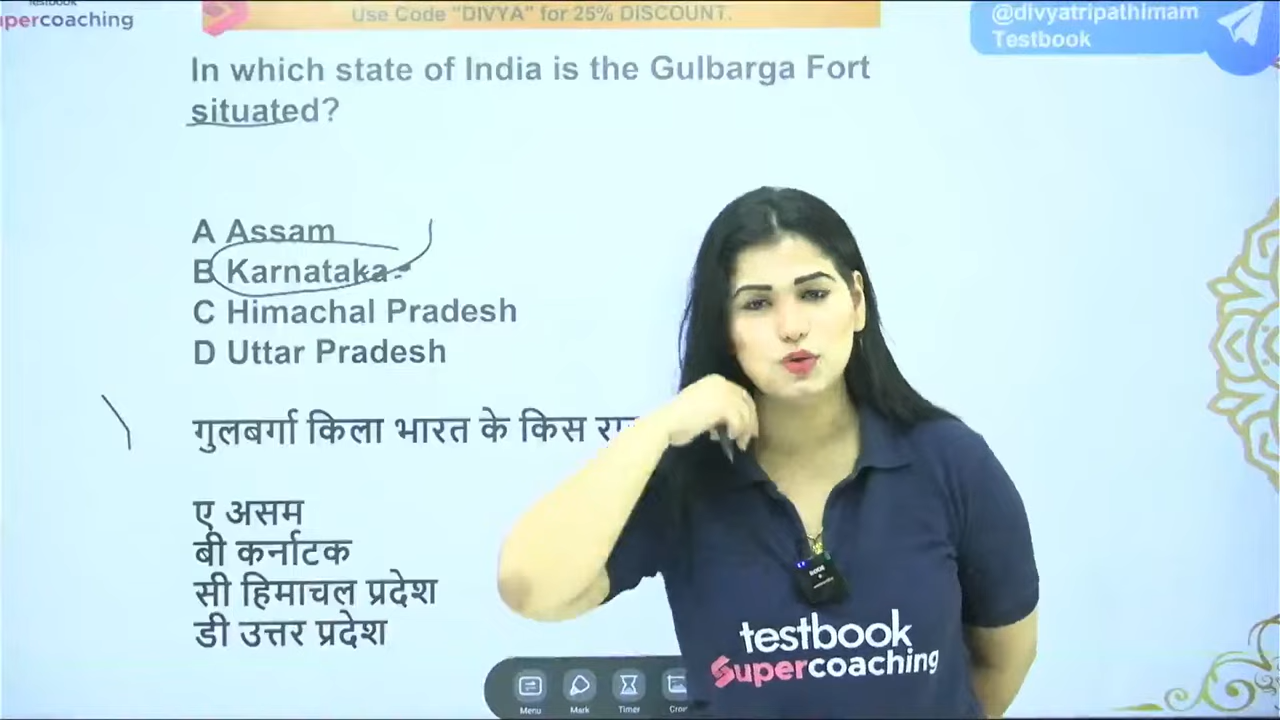 testbook
percoaching
Use Code "DIVYA" for 25% DISCOUNT.
@divyatripathimam
Testbook
In which state of India is the Gulbarga Fort
situated?
A Assam
B Karnataka
C Himachal Pradesh
D Uttar Pradesh
गुलबर्गा किला भारत के किस
ए असम
बी कर्नाटक
सी हिमाचल प्रदेश
डी उत्तर प्रदेश
Menu Mark Timer
testbook
Supercoaching